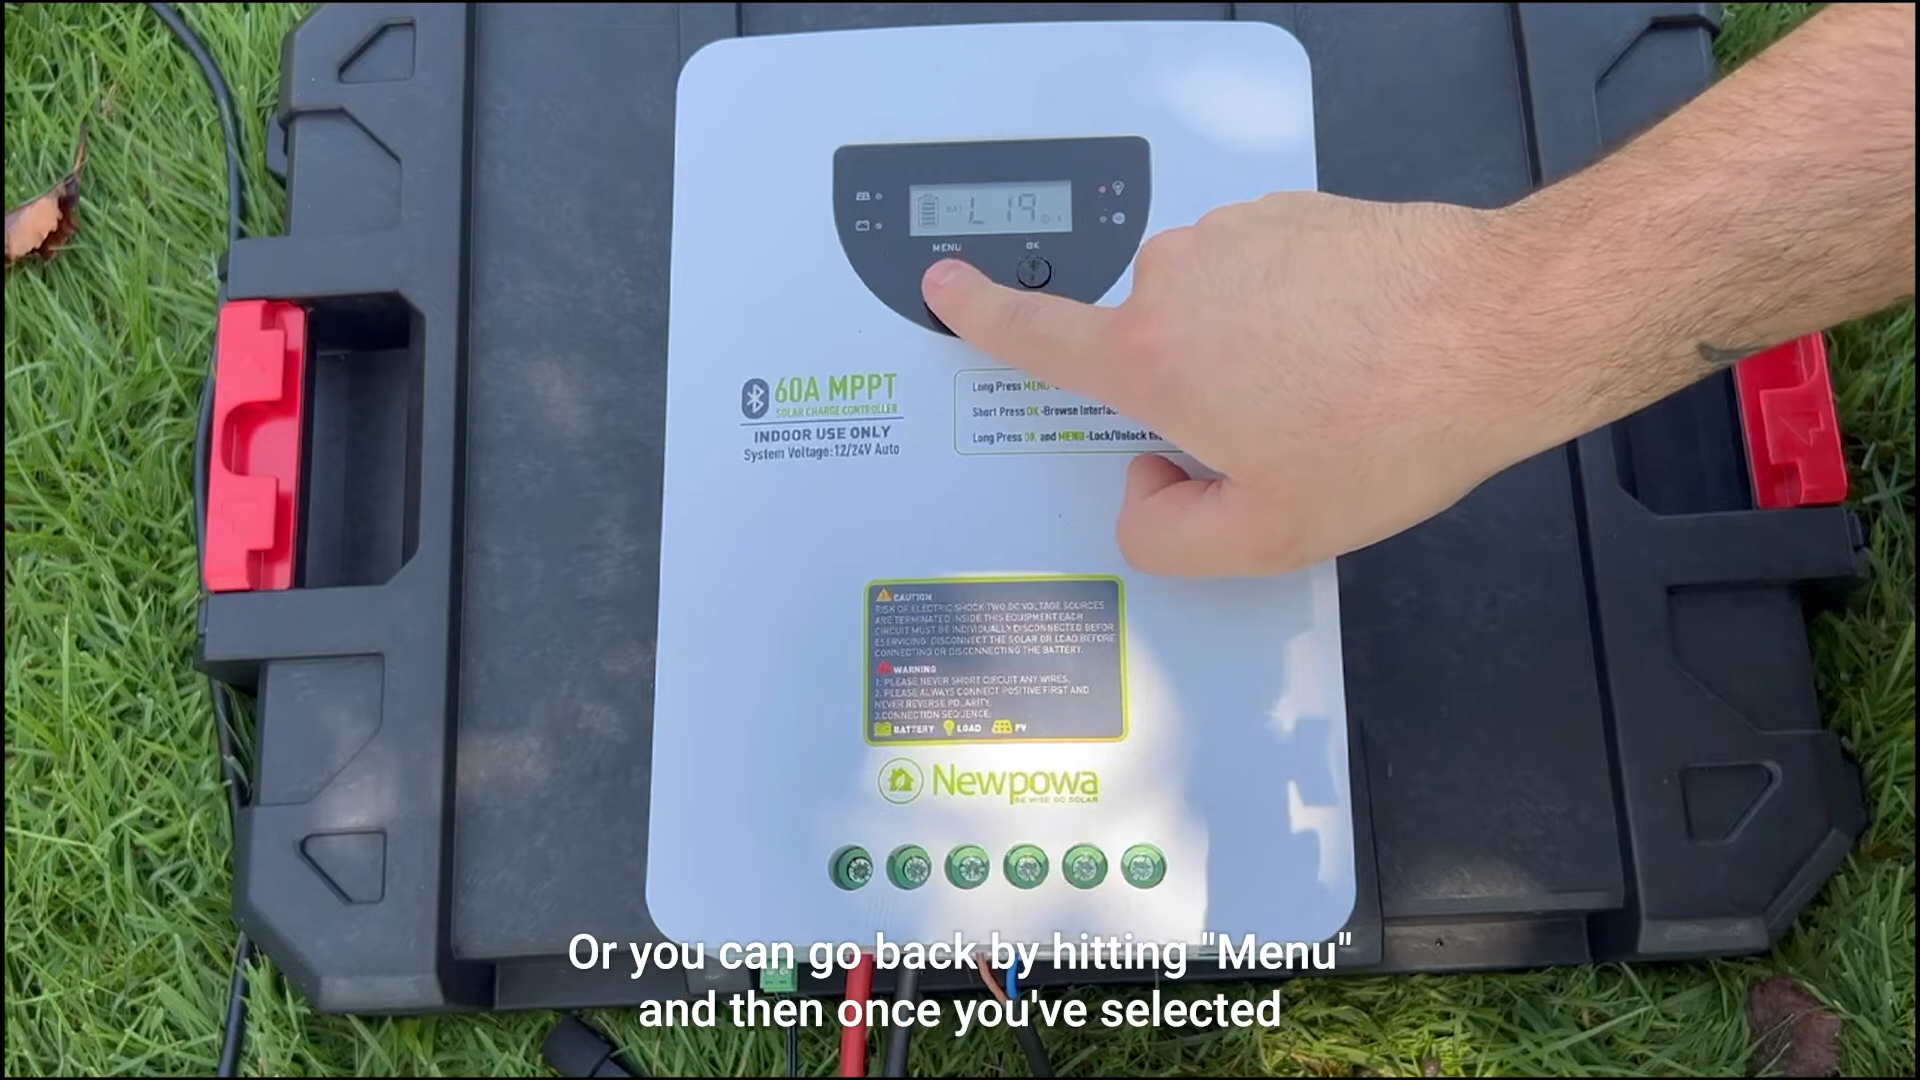 BAT L 19
MENU OK
60A MPPT
SOLAR CHARGE CONTROLLER
INDOOR USE ONLY
System Voltage:12/24V Auto
Long Press MENU
Short Press OK -Browse
Long Press OK and MENU -Lock/Unlock
CAUTION
RISK OF ELECTRIC SHOCK TWO DC VOLTAGE SOURCES
ARE TERMINATED INSIDE THIS EQUIPMENT EACH
CIRCUIT MUST BE INDIVIDUALLY DISCONNECTED BEFOR
ESERVICING. DISCONNECT THE SOLAR OR LOAD BEFORE
CONNECTING OR DISCONNECTING THE BATTERY.
WARNING
1. PLEASE NEVER SHORT CIRCUIT ANY WIRES.
2. PLEASE ALWAYS CONNECT POSITIVE FIRST AND
NEVER REVERSE POLARITY.
3.CONNECTION SEQUENCE:
BATTERY LOAD PV
Newpowa
BE WISE GO SOLAR
Or you can go back by hitting "Menu"
and then once you've selected